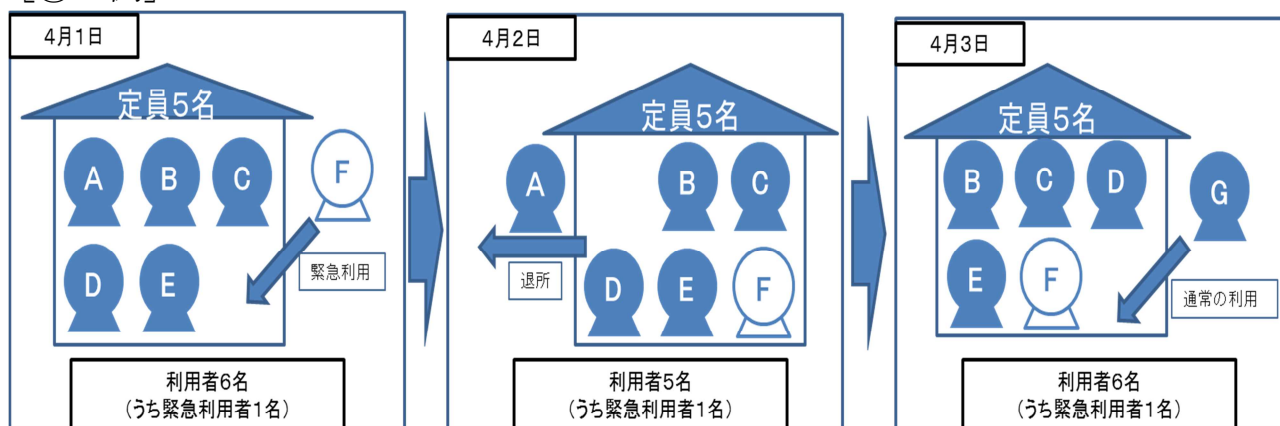 4月1日
定員5名
A B C
F
D E
緊急利用
利用者6名
(うち緊急利用者1名)
4月2日
定員5名
A
B C
退所
D E F
利用者5名
(うち緊急利用者1名)
4月3日
定員5名
B C D
G
E F
通常の利用
利用者6名
(うち緊急利用者1名)